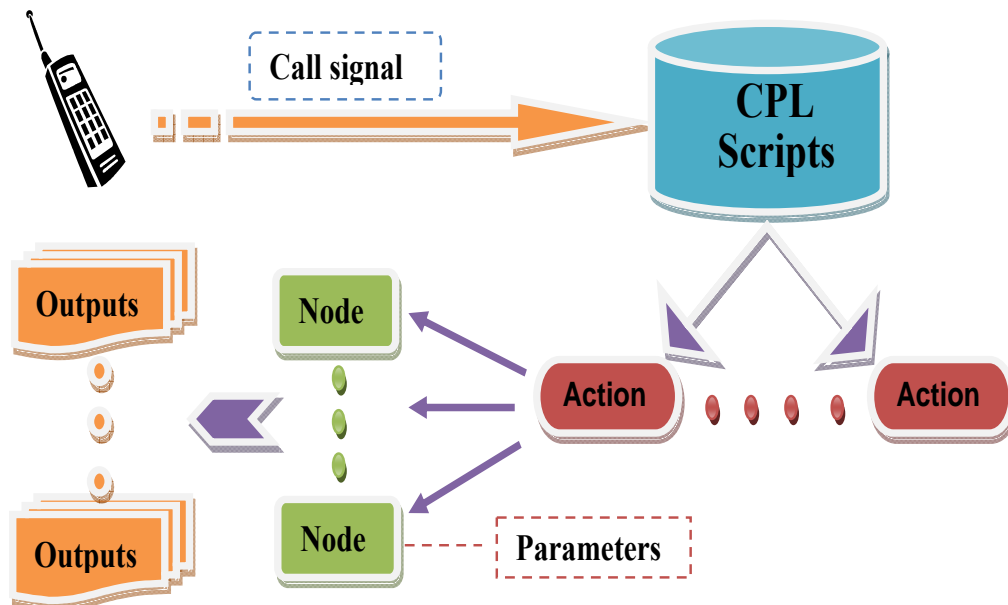 Call signal
CPL
Scripts
Outputs
Node
Action
Action
Outputs
Node
Parameters